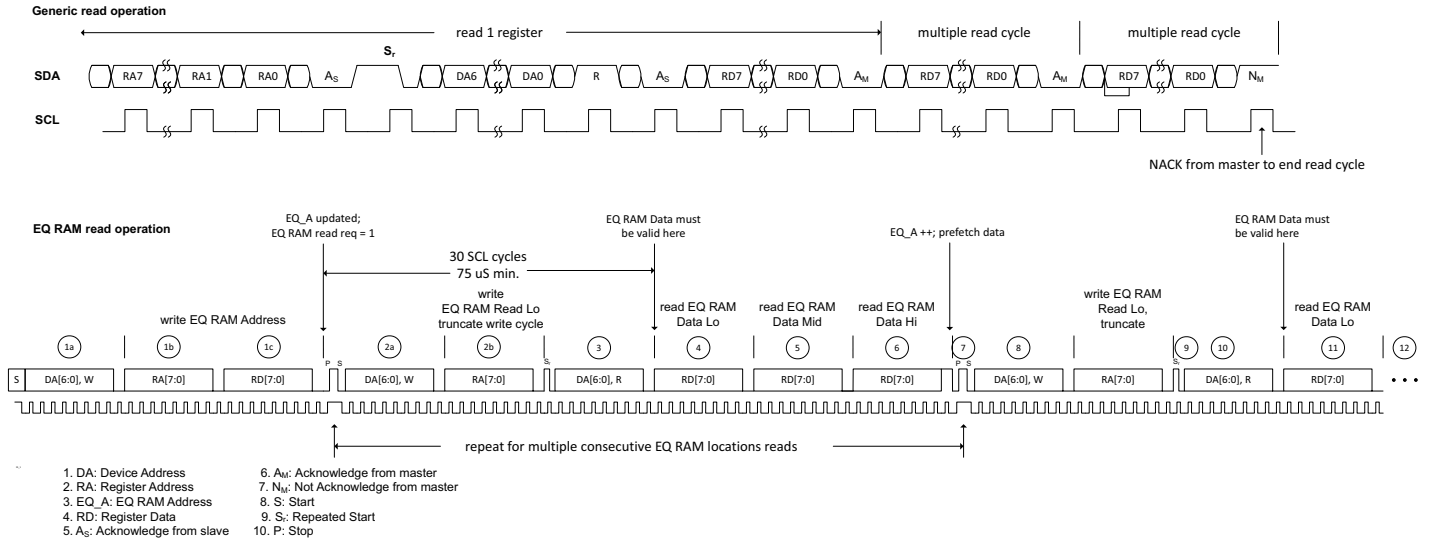 Generic read operation
read 1 register
multiple read cycle
multiple read cycle
Sr
SDA
RA7
RA1
RA0
AS
DA6
DA0
R
AS
RD7
RD0
AM
RD7
RD0
AM
RD7
RD0
NM
SCL
NACK from master to end read cycle
EQ RAM read operation
EQ_A updated;
EQ RAM read req = 1
EQ RAM Data must
be valid here
EQ_A ++; prefetch data
EQ RAM Data must
be valid here
30 SCL cycles
75 uS min.
write EQ RAM Address
write
EQ RAM Read Lo
truncate write cycle
read EQ RAM
Data Lo
read EQ RAM
Data Mid
read EQ RAM
Data Hi
write EQ RAM
Read Lo,
truncate
read EQ RAM
Data Lo
1a
1b
1c
2a
2b
3
4
5
6
7
8
9
10
11
12
P S
Sr
P S
Sr
S
DA[6:0], W
RA[7:0]
RD[7:0]
DA[6:0], W
RA[7:0]
DA[6:0], R
RD[7:0]
RD[7:0]
RD[7:0]
DA[6:0], W
RA[7:0]
DA[6:0], R
RD[7:0]
• • •
repeat for multiple consecutive EQ RAM locations reads
1. DA: Device Address
2. RA: Register Address
3. EQ_A: EQ RAM Address
4. RD: Register Data
5. AS: Acknowledge from slave
6. AM: Acknowledge from master
7. NM: Not Acknowledge from master
8. S: Start
9. Sr: Repeated Start
10. P: Stop